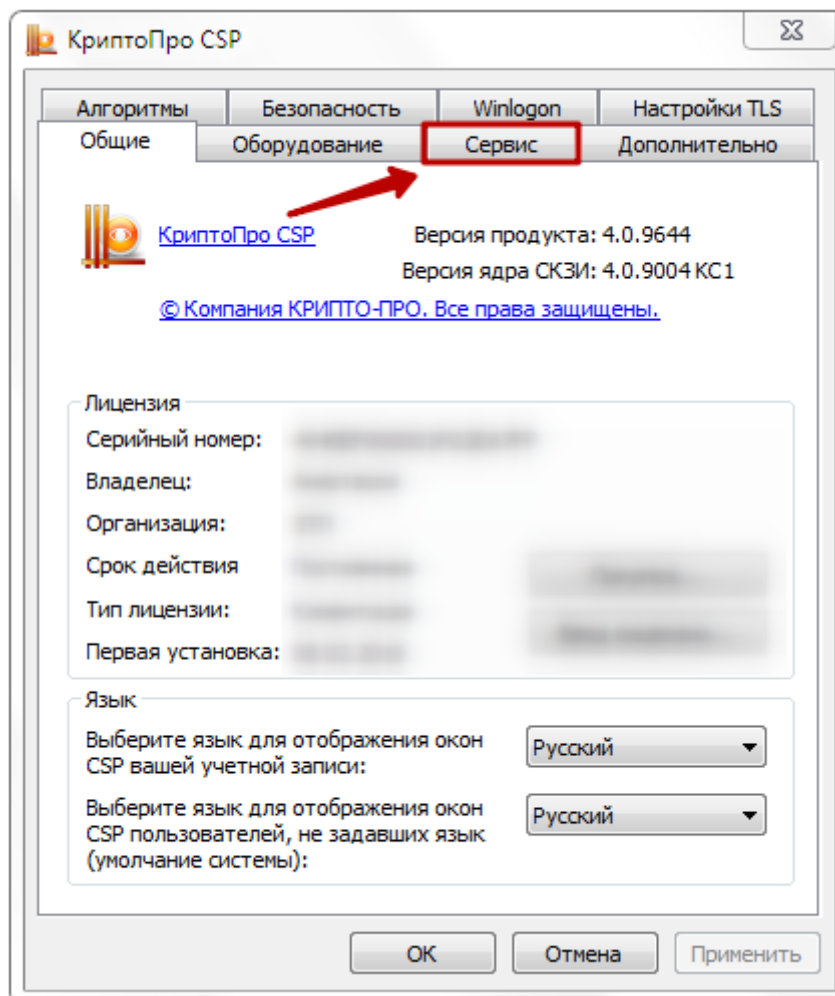 КриптоПро CSP
Алгоритмы Безопасность Winlogon Настройки TLS
Общие Оборудование Сервис Дополнительно
КриптоПро CSP Версия продукта: 4.0.9644
Версия ядра СКЗИ: 4.0.9004 КС1
© Компания КРИПТО-ПРО. Все права защищены.
Лицензия
Серийный номер:
Владелец:
Организация:
Срок действия
Тип лицензии:
Первая установка:
Язык
Выберите язык для отображения окон
CSP вашей учетной записи:
Русский
Выберите язык для отображения окон
CSP пользователей, не задавших язык
(умолчание системы):
Русский
ОК Отмена Применить